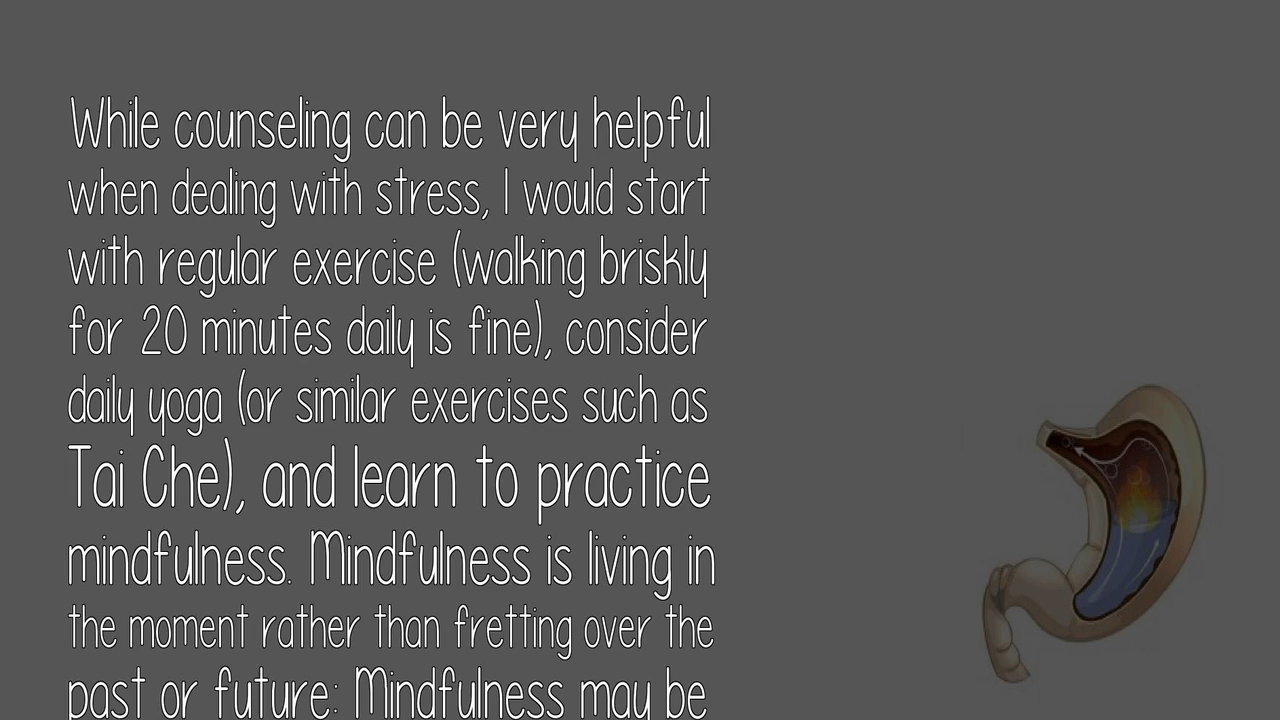 While counseling can be very helpful
when dealing with stress, I would start
with regular exercise (walking briskly
for 20 minutes daily is fine), consider
daily yoga (or similar exercises such as
Tai Che), and learn to practice
mindfulness. Mindfulness is living in
the moment rather than fretting over the
past or future: Mindfulness may be